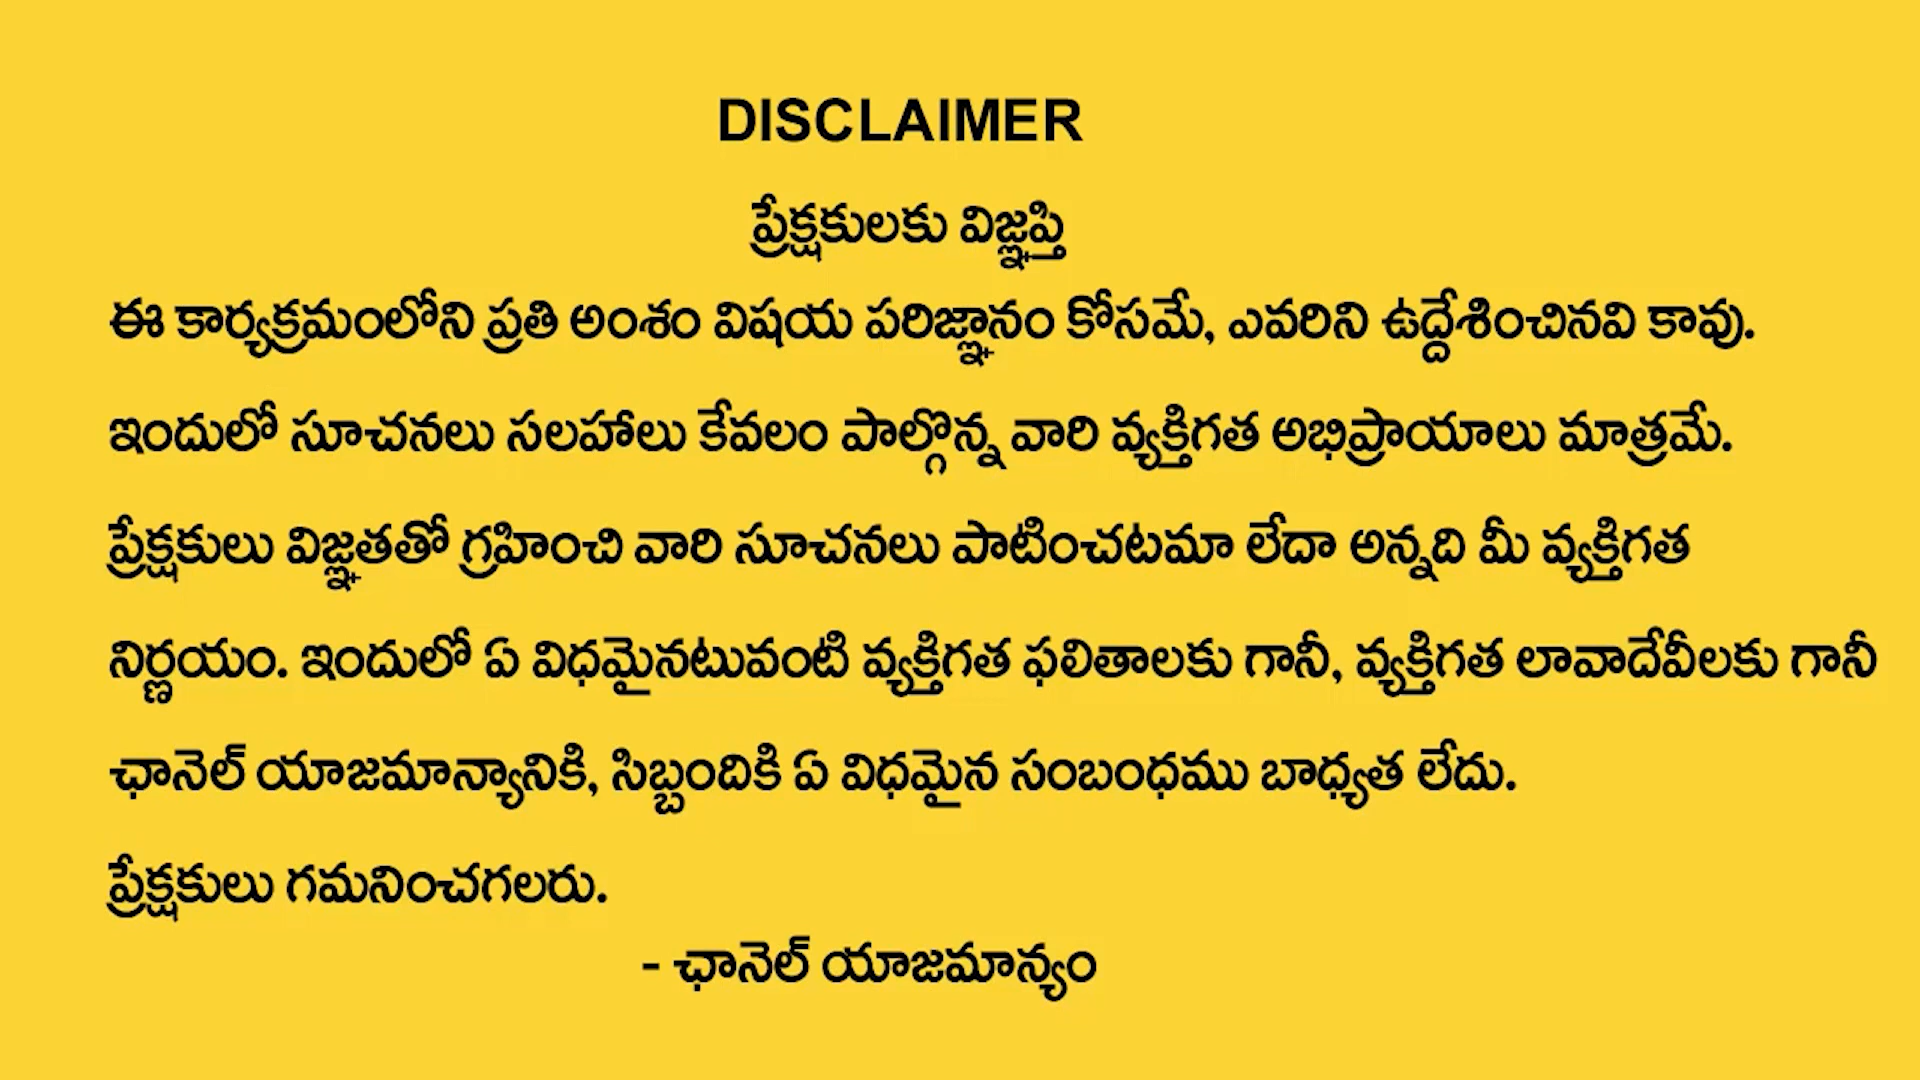 DISCLAIMER
ప్రేక్షకులకు విజ్ఞప్తి
ఈ కార్యక్రమంలోని ప్రతి అంశం విషయ పరిజ్ఞానం కోసమే, ఎవరిని ఉద్దేశించినవి కావు.
ఇందులో సూచనలు సలహాలు కేవలం పాల్గొన్న వారి వ్యక్తిగత అభిప్రాయాలు మాత్రమే.
ప్రేక్షకులు విజ్ఞతతో గ్రహించి వారి సూచనలు పాటించటమా లేదా అన్నది మీ వ్యక్తిగత
నిర్ణయం. ఇందులో ఏ విధమైనటువంటి వ్యక్తిగత ఫలితాలకు గానీ, వ్యక్తిగత లావాదేవీలకు గానీ
ఛానెల్ యాజమాన్యానికి, సిబ్బందికి ఏ విధమైన సంబంధము బాధ్యత లేదు.
ప్రేక్షకులు గమనించగలరు.
- ఛానెల్ యాజమాన్యం